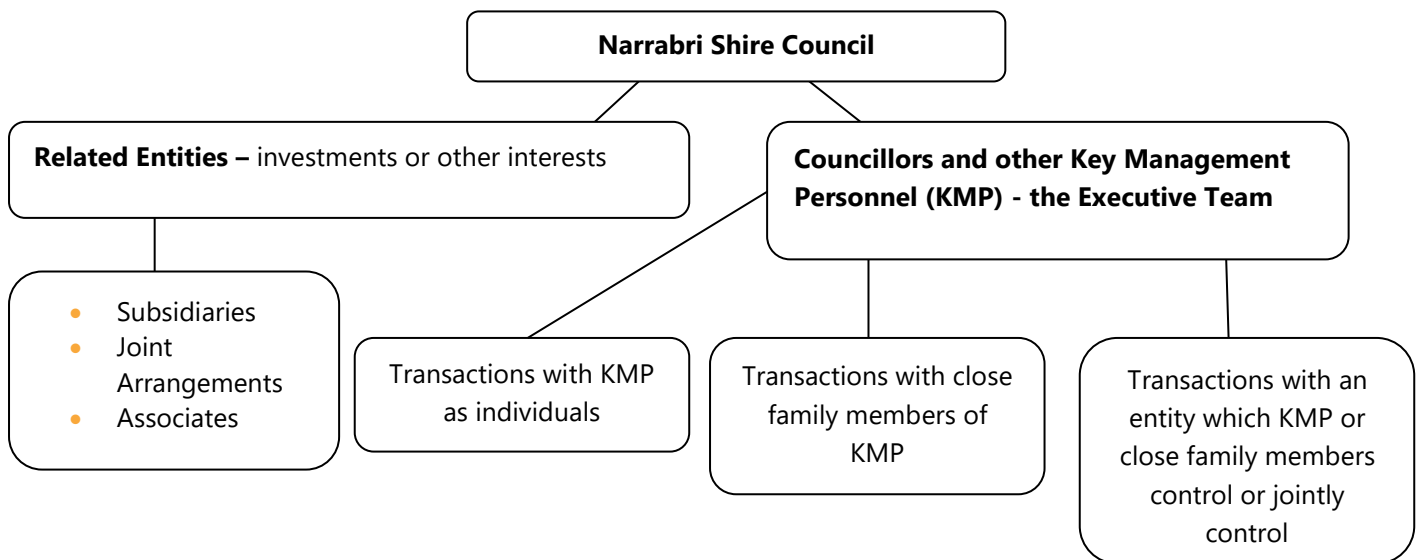 Narrabri Shire Council
Related Entities – investments or other interests
Councillors and other Key Management
Personnel (KMP) - the Executive Team
• Subsidiaries
• Joint
Arrangements
• Associates
Transactions with KMP
as individuals
Transactions with close
family members of
KMP
Transactions with an
entity which KMP or
close family members
control or jointly
control